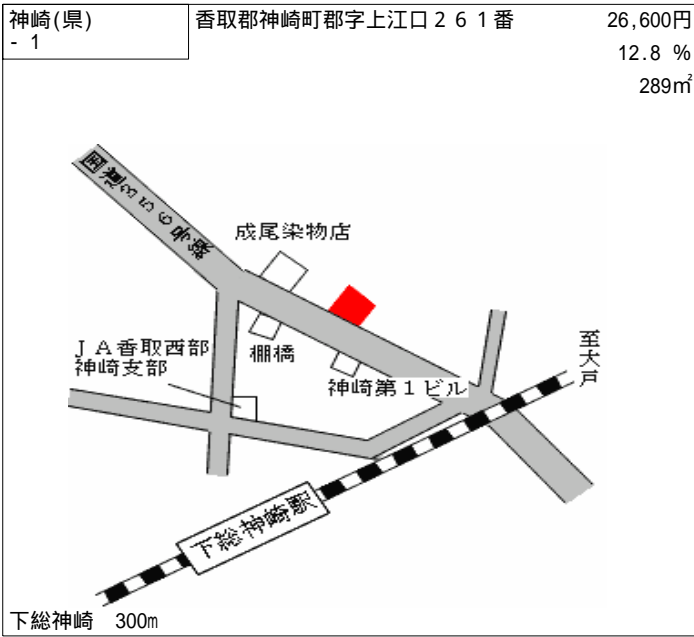 神崎(県)
- 1
香取郡神崎町郡字上江口２６１番
26,600円
12.8 %
289㎡
国道３５６号線
成尾染物店
ＪＡ香取西部
神崎支部
棚橋
神崎第１ビル
至大戸
下総神崎駅
下総神崎 300m